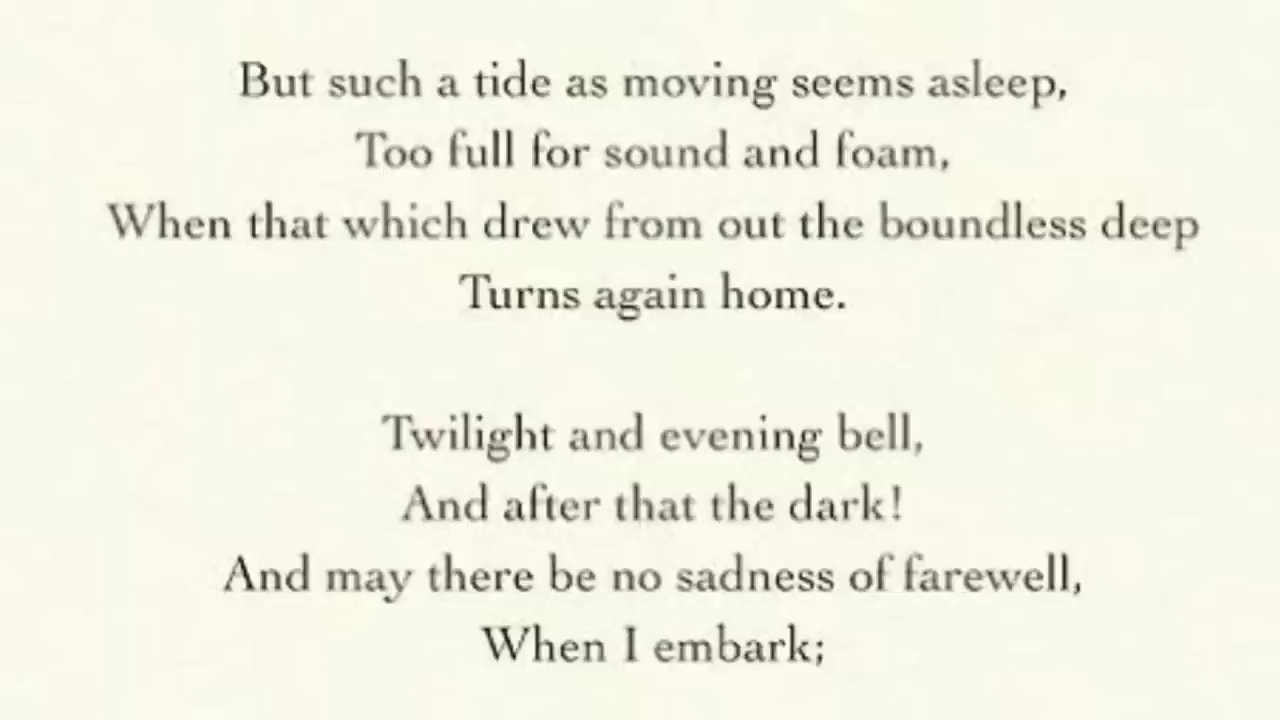 But such a tide as moving seems asleep,
Too full for sound and foam,
When that which drew from out the boundless deep
Turns again home.
Twilight and evening bell,
And after that the dark!
And may there be no sadness of farewell,
When I embark;